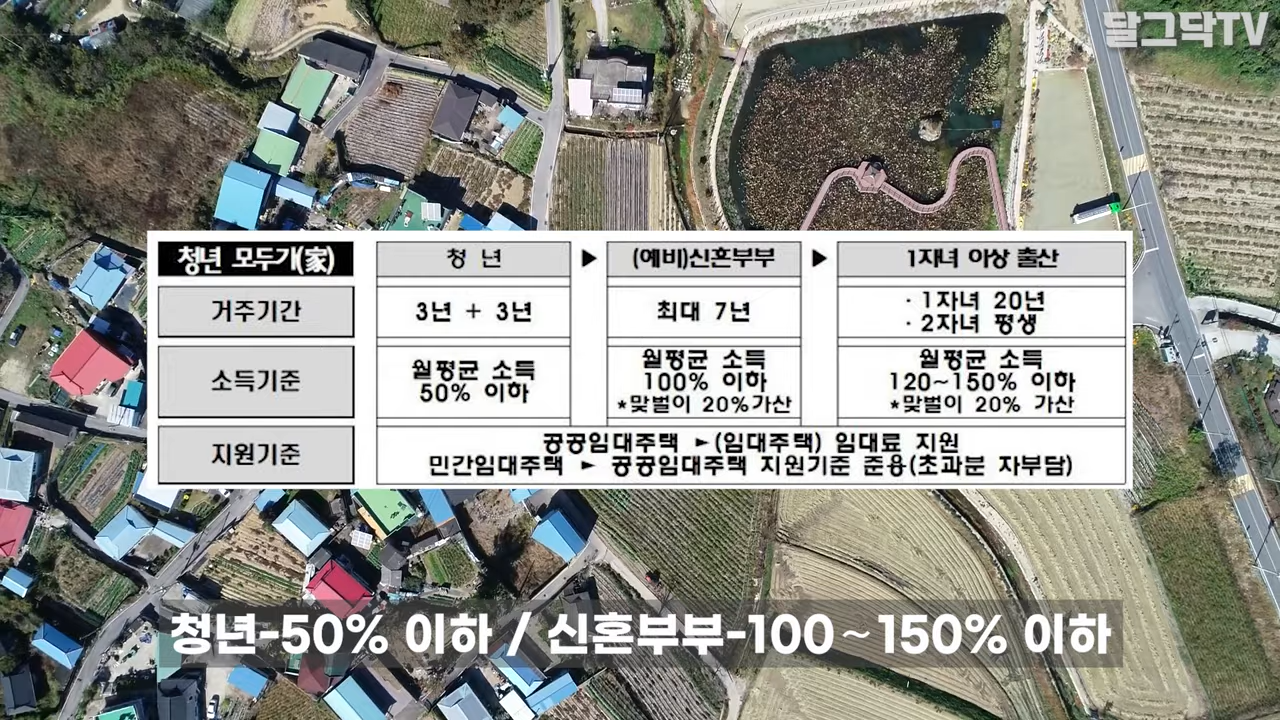 달그닥TV
청년 모두가(家)
청 년 ▶ (예비)신혼부부 ▶ 1자녀 이상 출산
거주기간
3년 + 3년
최대 7년
· 1자녀 20년
· 2자녀 평생
소득기준
월평균 소득
50% 이하
월평균 소득
100% 이하
*맞벌이 20%가산
월평균 소득
120~150% 이하
*맞벌이 20% 가산
지원기준
공공임대주택 ►(임대주택) 임대료 지원
민간임대주택 ► 공공임대주택 지원기준 준용(초과분 자부담)
청년-50% 이하 / 신혼부부-100~150% 이하